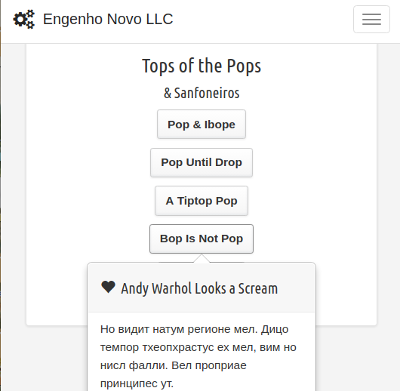 Engenho Novo LLC
Tops of the Pops
& Sanfoneiros
Pop & Ibope
Pop Until Drop
A Tiptop Pop
Bop Is Not Pop
Andy Warhol Looks a Scream
Но видит натум регионе мел. Дицо
темпор тхеопхрастус ех мел, вим но
нисл фалли. Вел проприае
принципес ут.